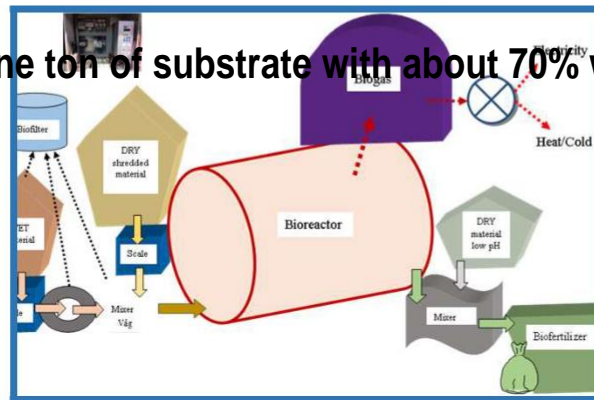 ne ton of substrate with about 70% w
Electricity
Biogas
Heat/Cold
Biofilter
DRY
shredded
material
DRY
material
low pH
Bioreactor
Scale
Mixer
Våg
Mixer
Biofertilizer